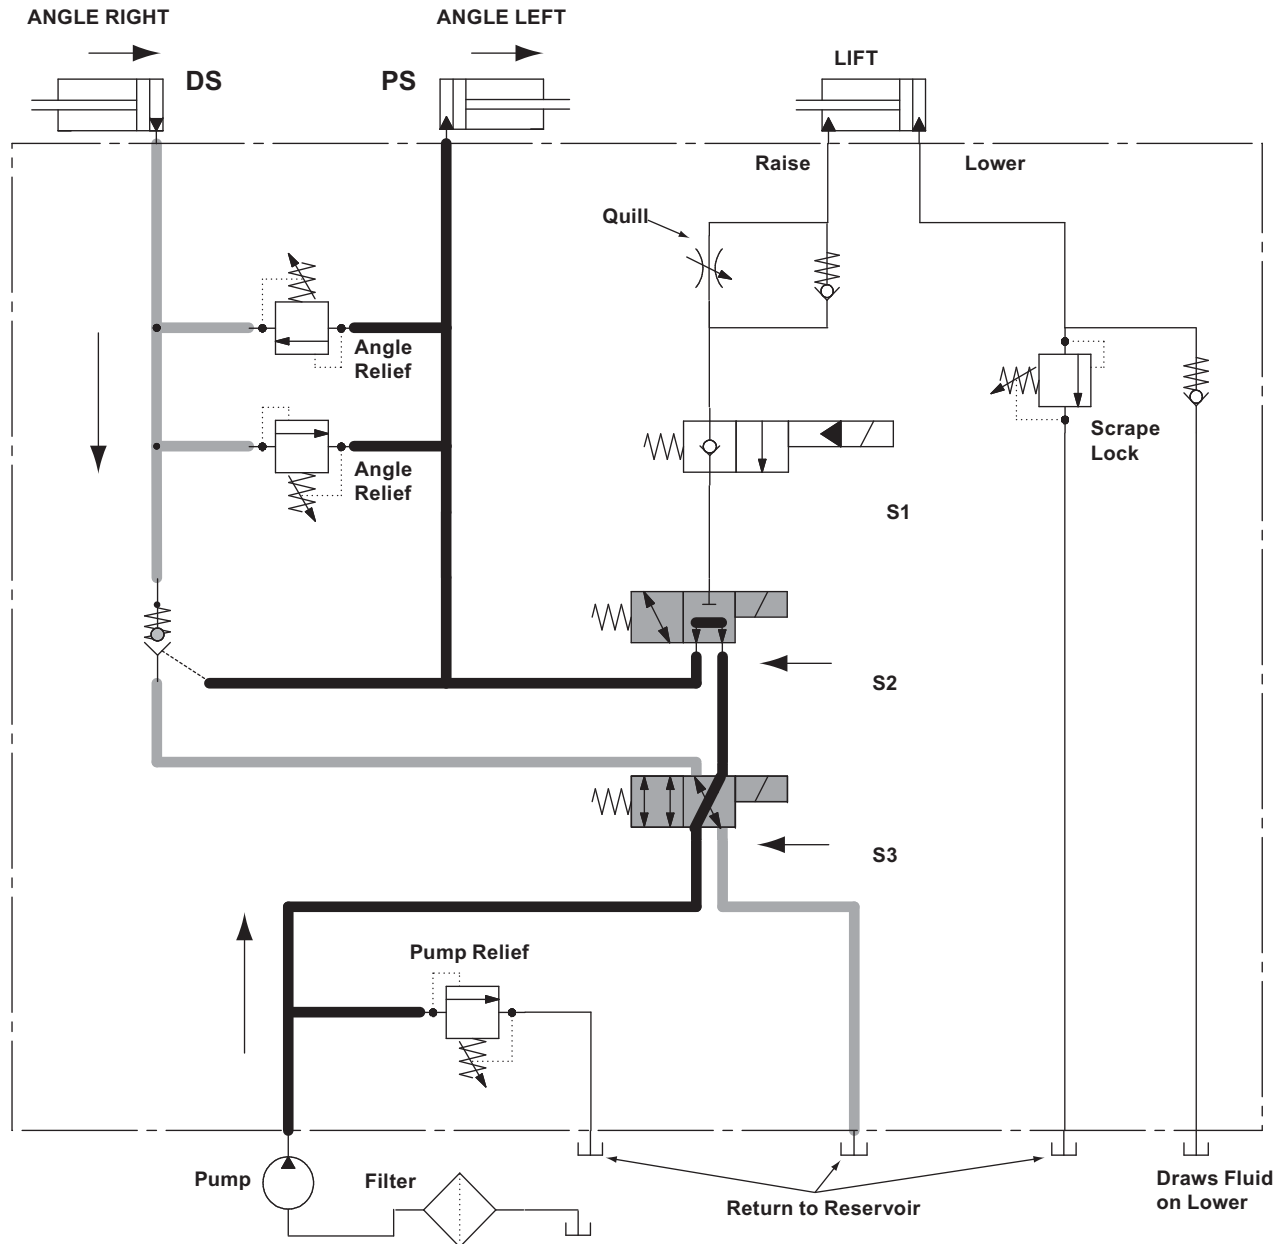 ANGLE RIGHT
ANGLE LEFT
DS
PS
LIFT
Raise
Lower
Quill
Angle
Relief
Angle
Relief
Scrape
Lock
S1
S2
S3
Pump Relief
Pump
Filter
Return to Reservoir
Draws Fluid
on Lower